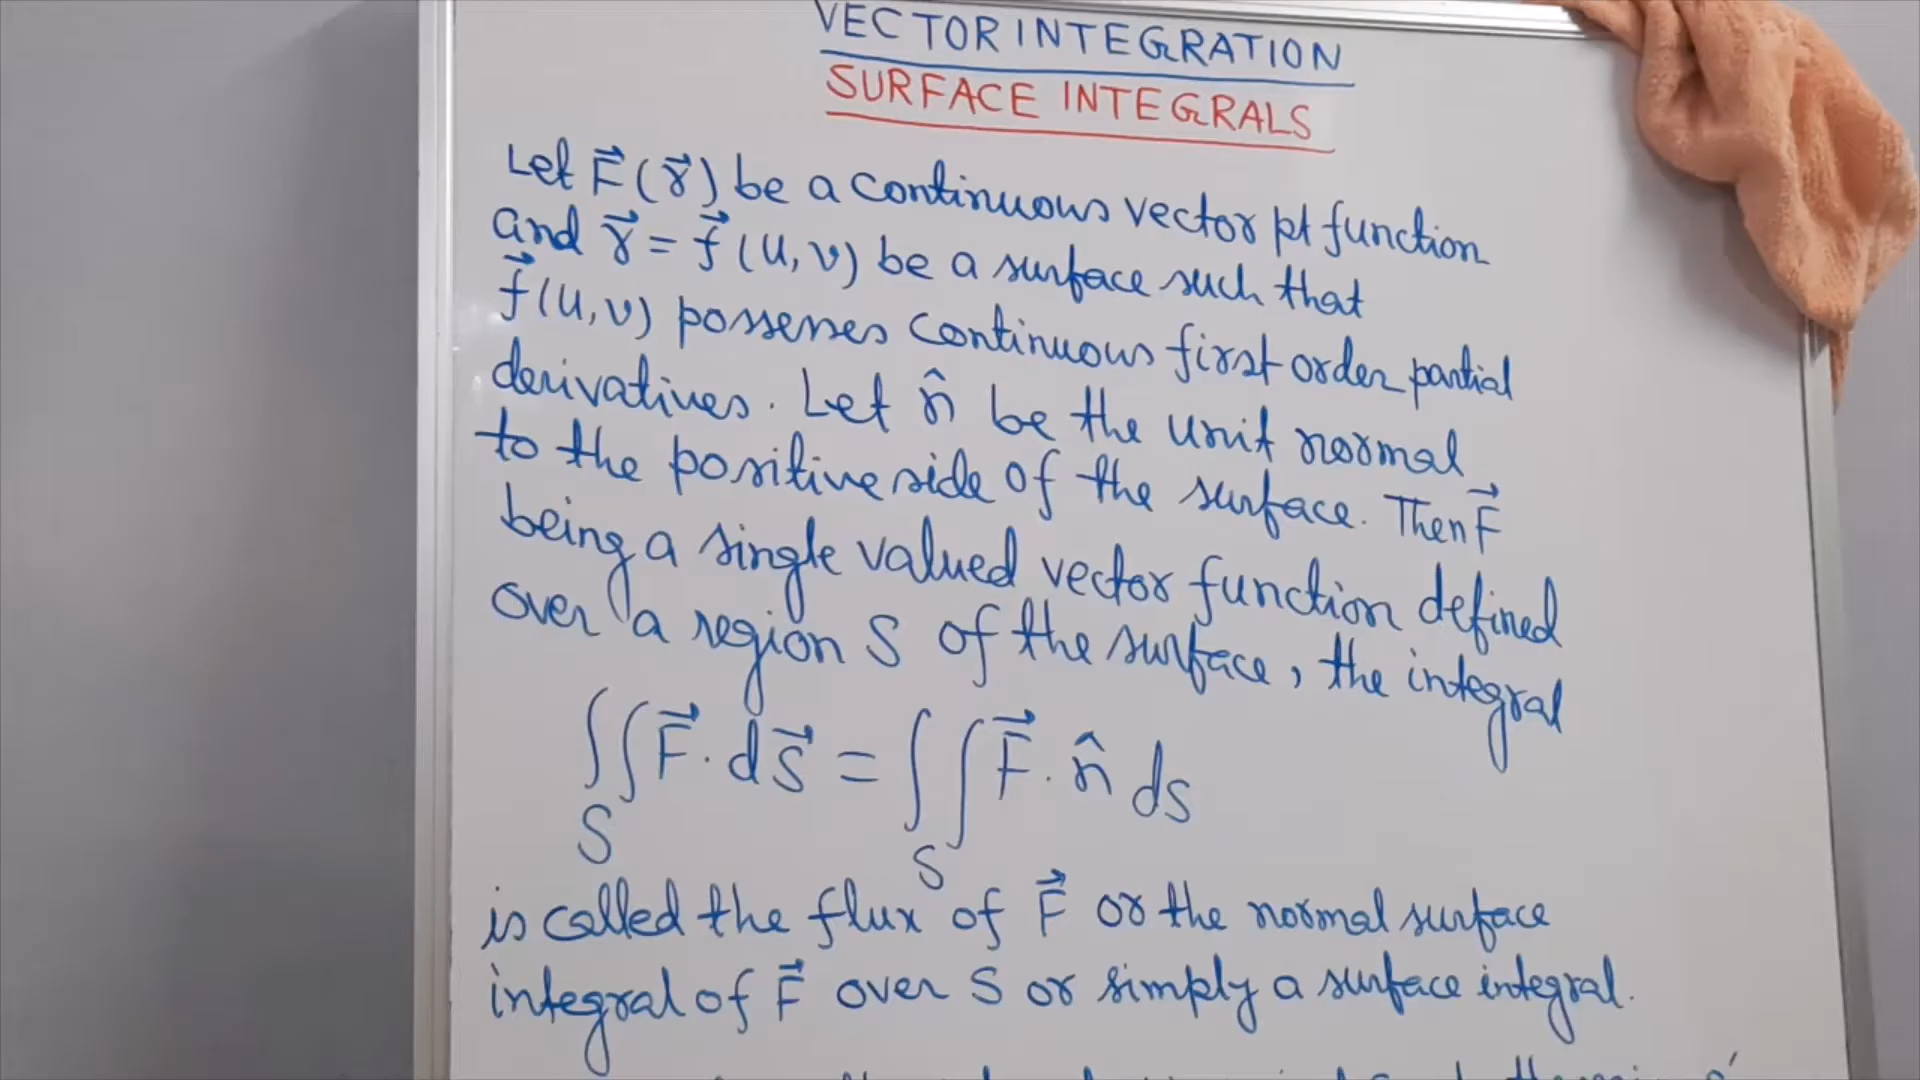 VECTOR INTEGRATION
SURFACE INTEGRALS
Let F⃗(r⃗) be a continuous vector pt function
and r⃗ = f⃗(u, v) be a surface such that
f⃗(u, v) possesses continuous first order partial
derivatives. Let n̂ be the unit normal
to the positive side of the surface. Then F⃗
being a single valued vector function defined
over a region S of the surface, the integral
∬_S F⃗ · ds⃗ = ∬_S F⃗ · n̂ ds
is called the flux of F⃗ or the normal surface
integral of F⃗ over S or simply a surface integral.